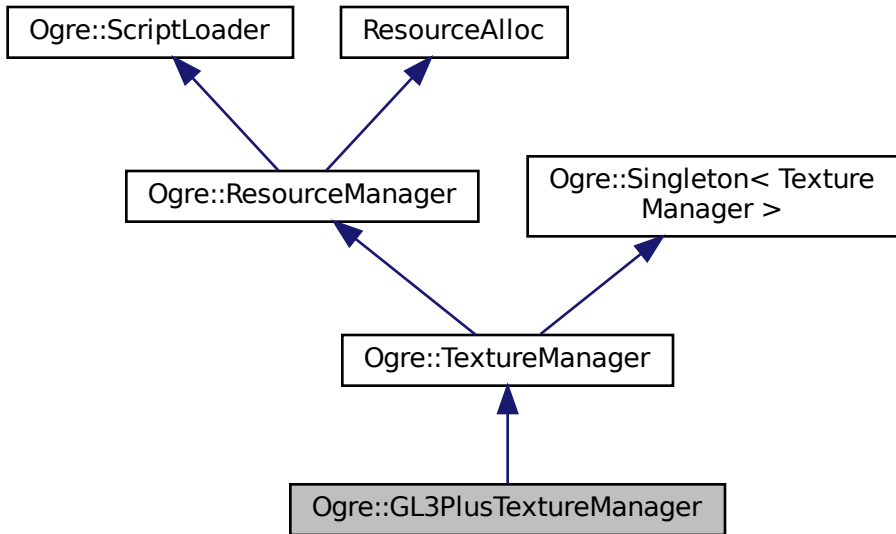 Ogre::ScriptLoader
ResourceAlloc
Ogre::ResourceManager
Ogre::Singleton< Texture
Manager >
Ogre::TextureManager
Ogre::GL3PlusTextureManager